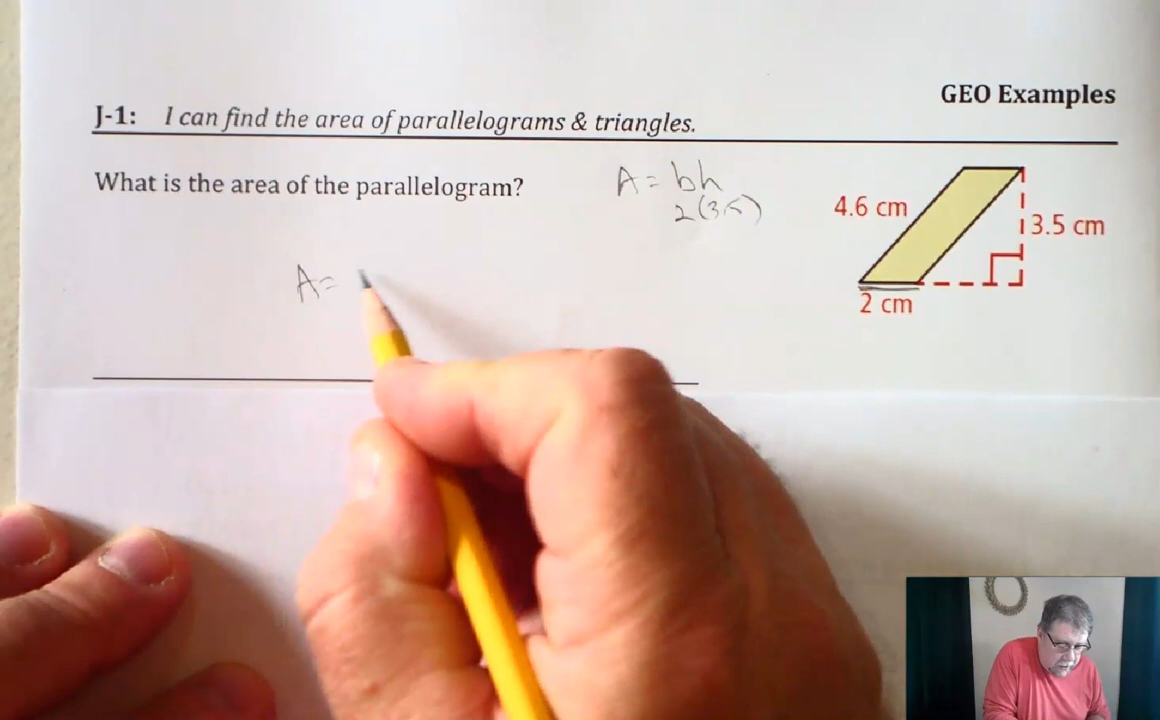 GEO Examples
J-1: I can find the area of parallelograms & triangles.
What is the area of the parallelogram?
A = bh
2(3.5)
4.6 cm
3.5 cm
2 cm
A =